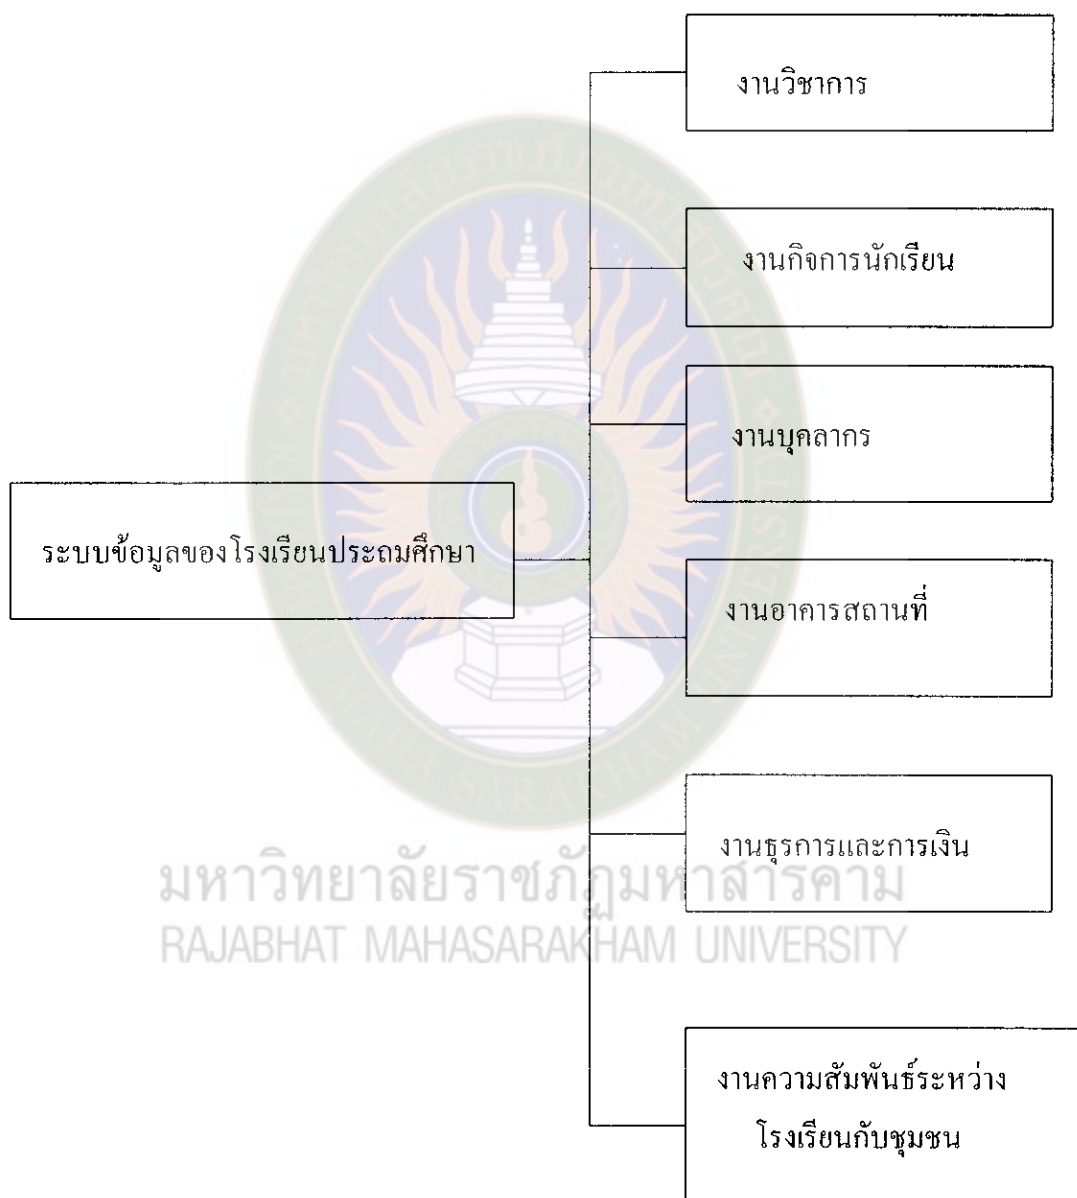 งานวิชาการ
งานกิจการนักเรียน
งานบุคลากร
ระบบข้อมูลของโรงเรียนประถมศึกษา
งานอาคารสถานที่
งานธุรการและการเงิน
มหาวิทยาลัยราชภัฏมหาสารคาม
RAJABHAT MAHASARAKHAM UNIVERSITY
งานความสัมพันธ์ระหว่าง
โรงเรียนกับชุมชน